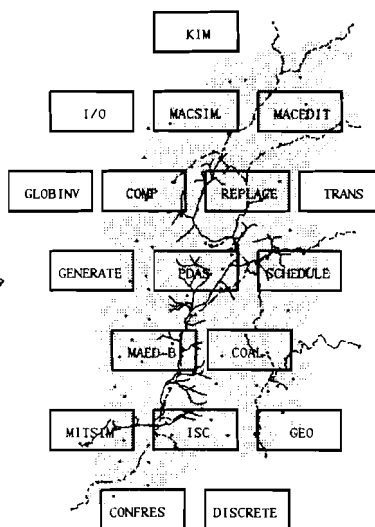 KIM
I/O MACSIM MACEDIT
GLOBINV COMP REPLACE TRANS
GENERATE PDAS SCHEDULE
MAED-B COAL
MITSIM ISC GEO
CONFRES DISCRETE